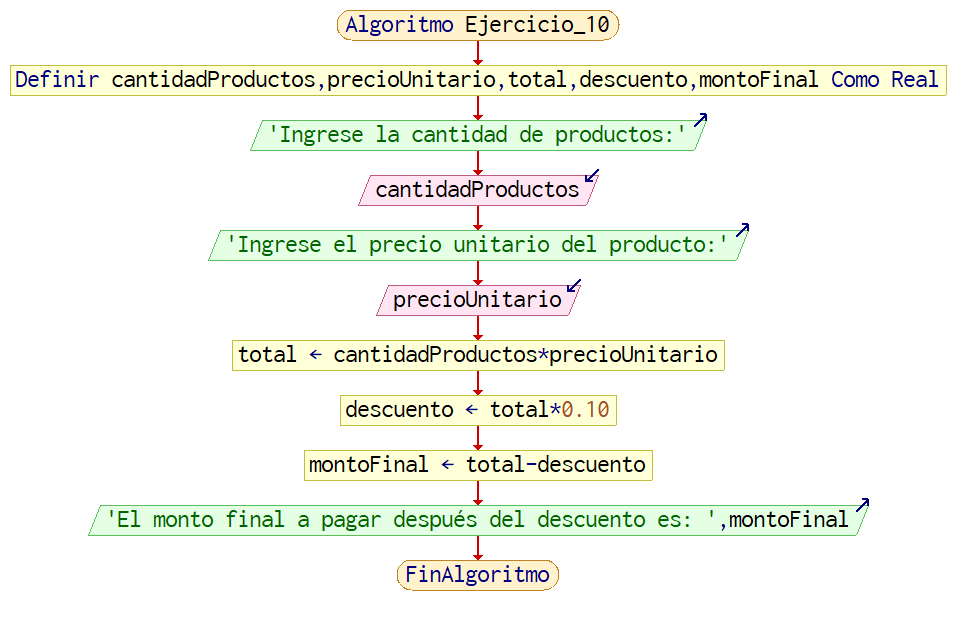 Algoritmo Ejercicio_10
Definir cantidadProductos,precioUnitario,total,descuento,montoFinal Como Real
'Ingrese la cantidad de productos:'
cantidadProductos
'Ingrese el precio unitario del producto:'
precioUnitario
total ← cantidadProductos*precioUnitario
descuento ← total*0.10
montoFinal ← total-descuento
'El monto final a pagar después del descuento es: ',montoFinal
FinAlgoritmo